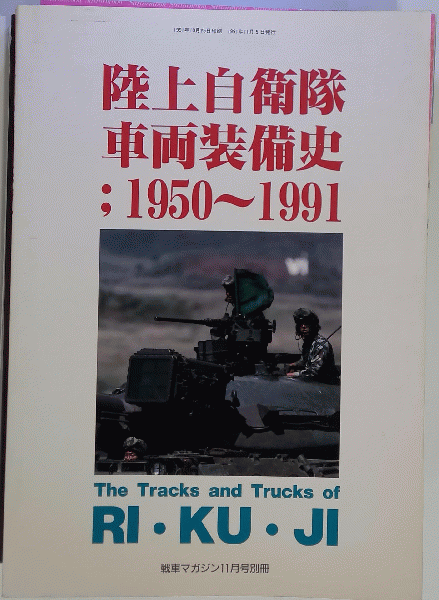 陸上自衛隊
車両装備史
；1950〜1991
The Tracks and Trucks of
RI・KU・JI
戦車マガジン11月号別冊